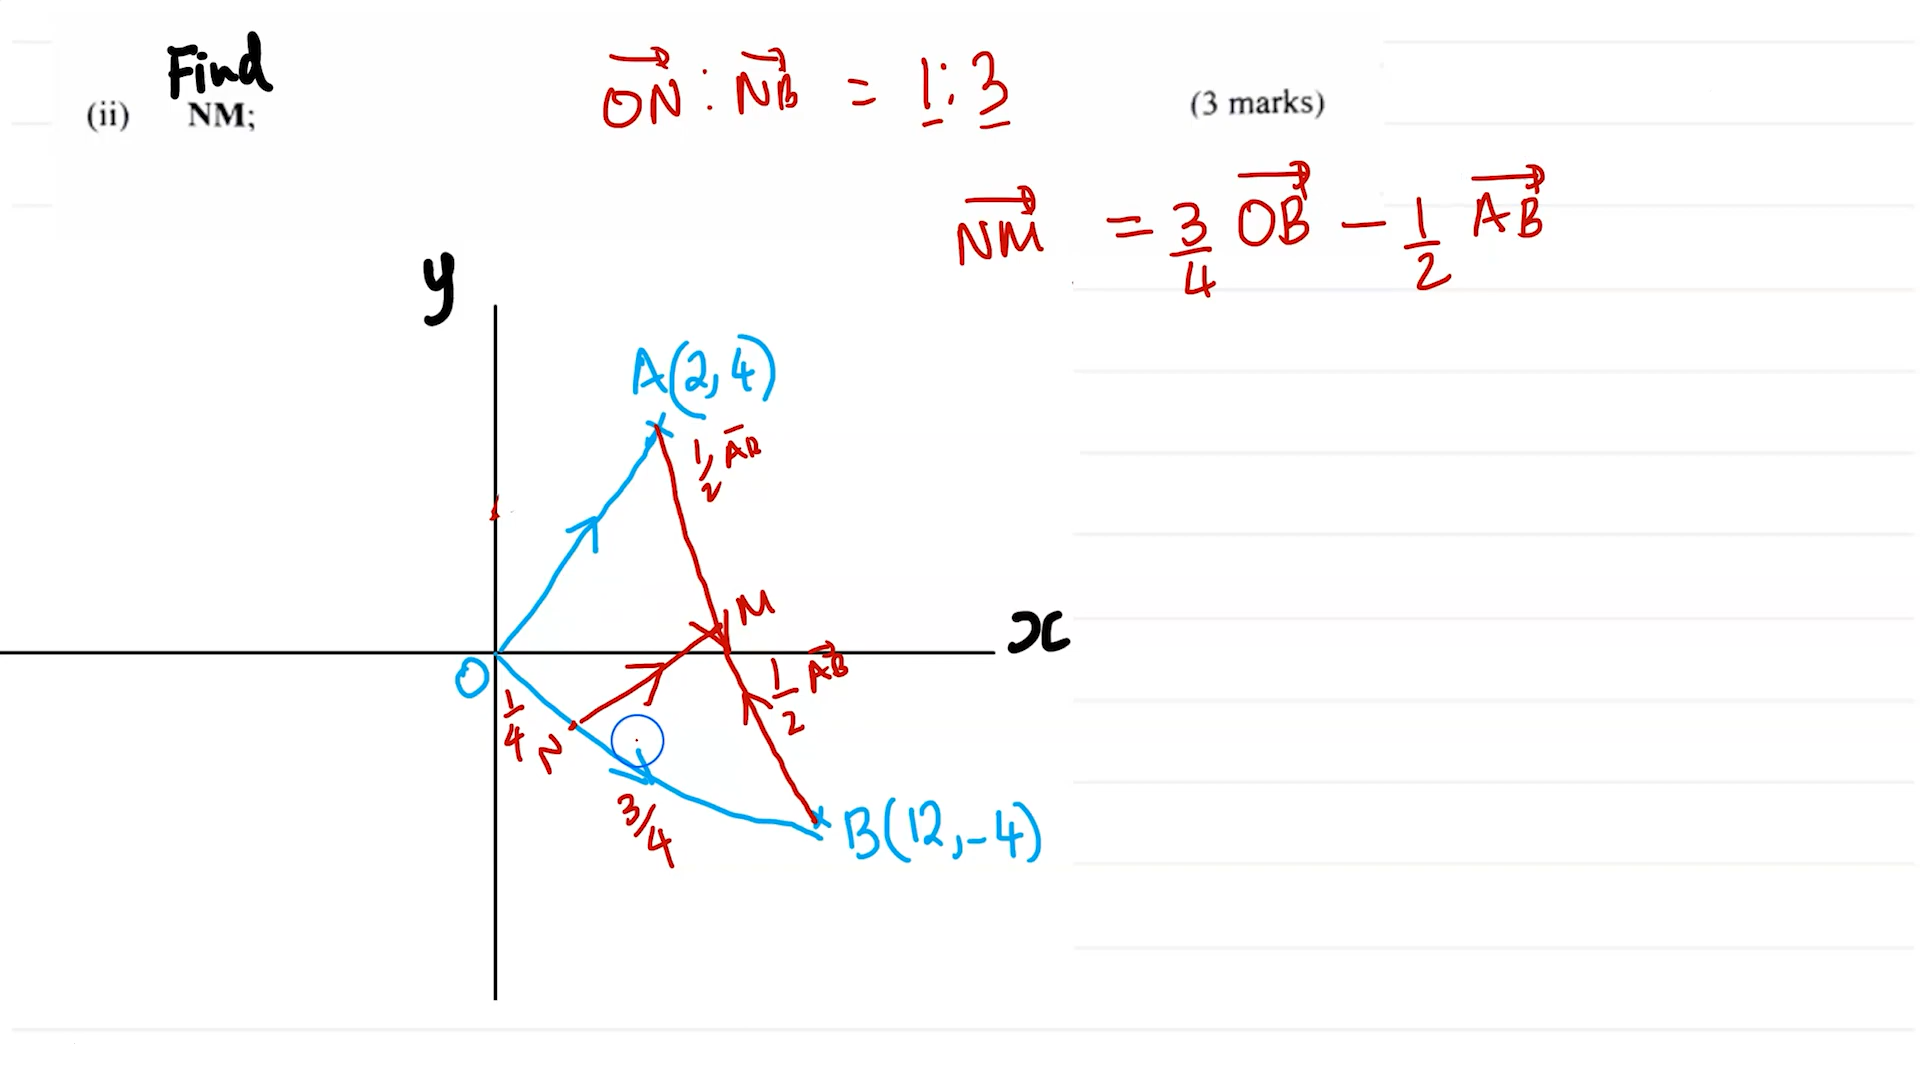 Find
(ii) NM;
ON : NB = 1 : 3
(3 marks)
NM = 3/4 OB - 1/2 AB
y
A(2, 4)
1/2 AB
M
x
O
1/2 AB
1/4
N
3/4
B(12, -4)